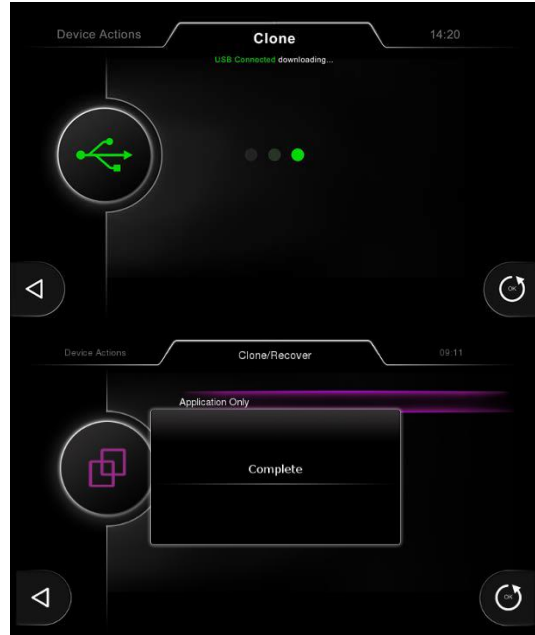 Device Actions
Clone
14:20
USB Connected downloading...
OK
Device Actions
Clone/Recover
09:11
Application Only
Complete
OK